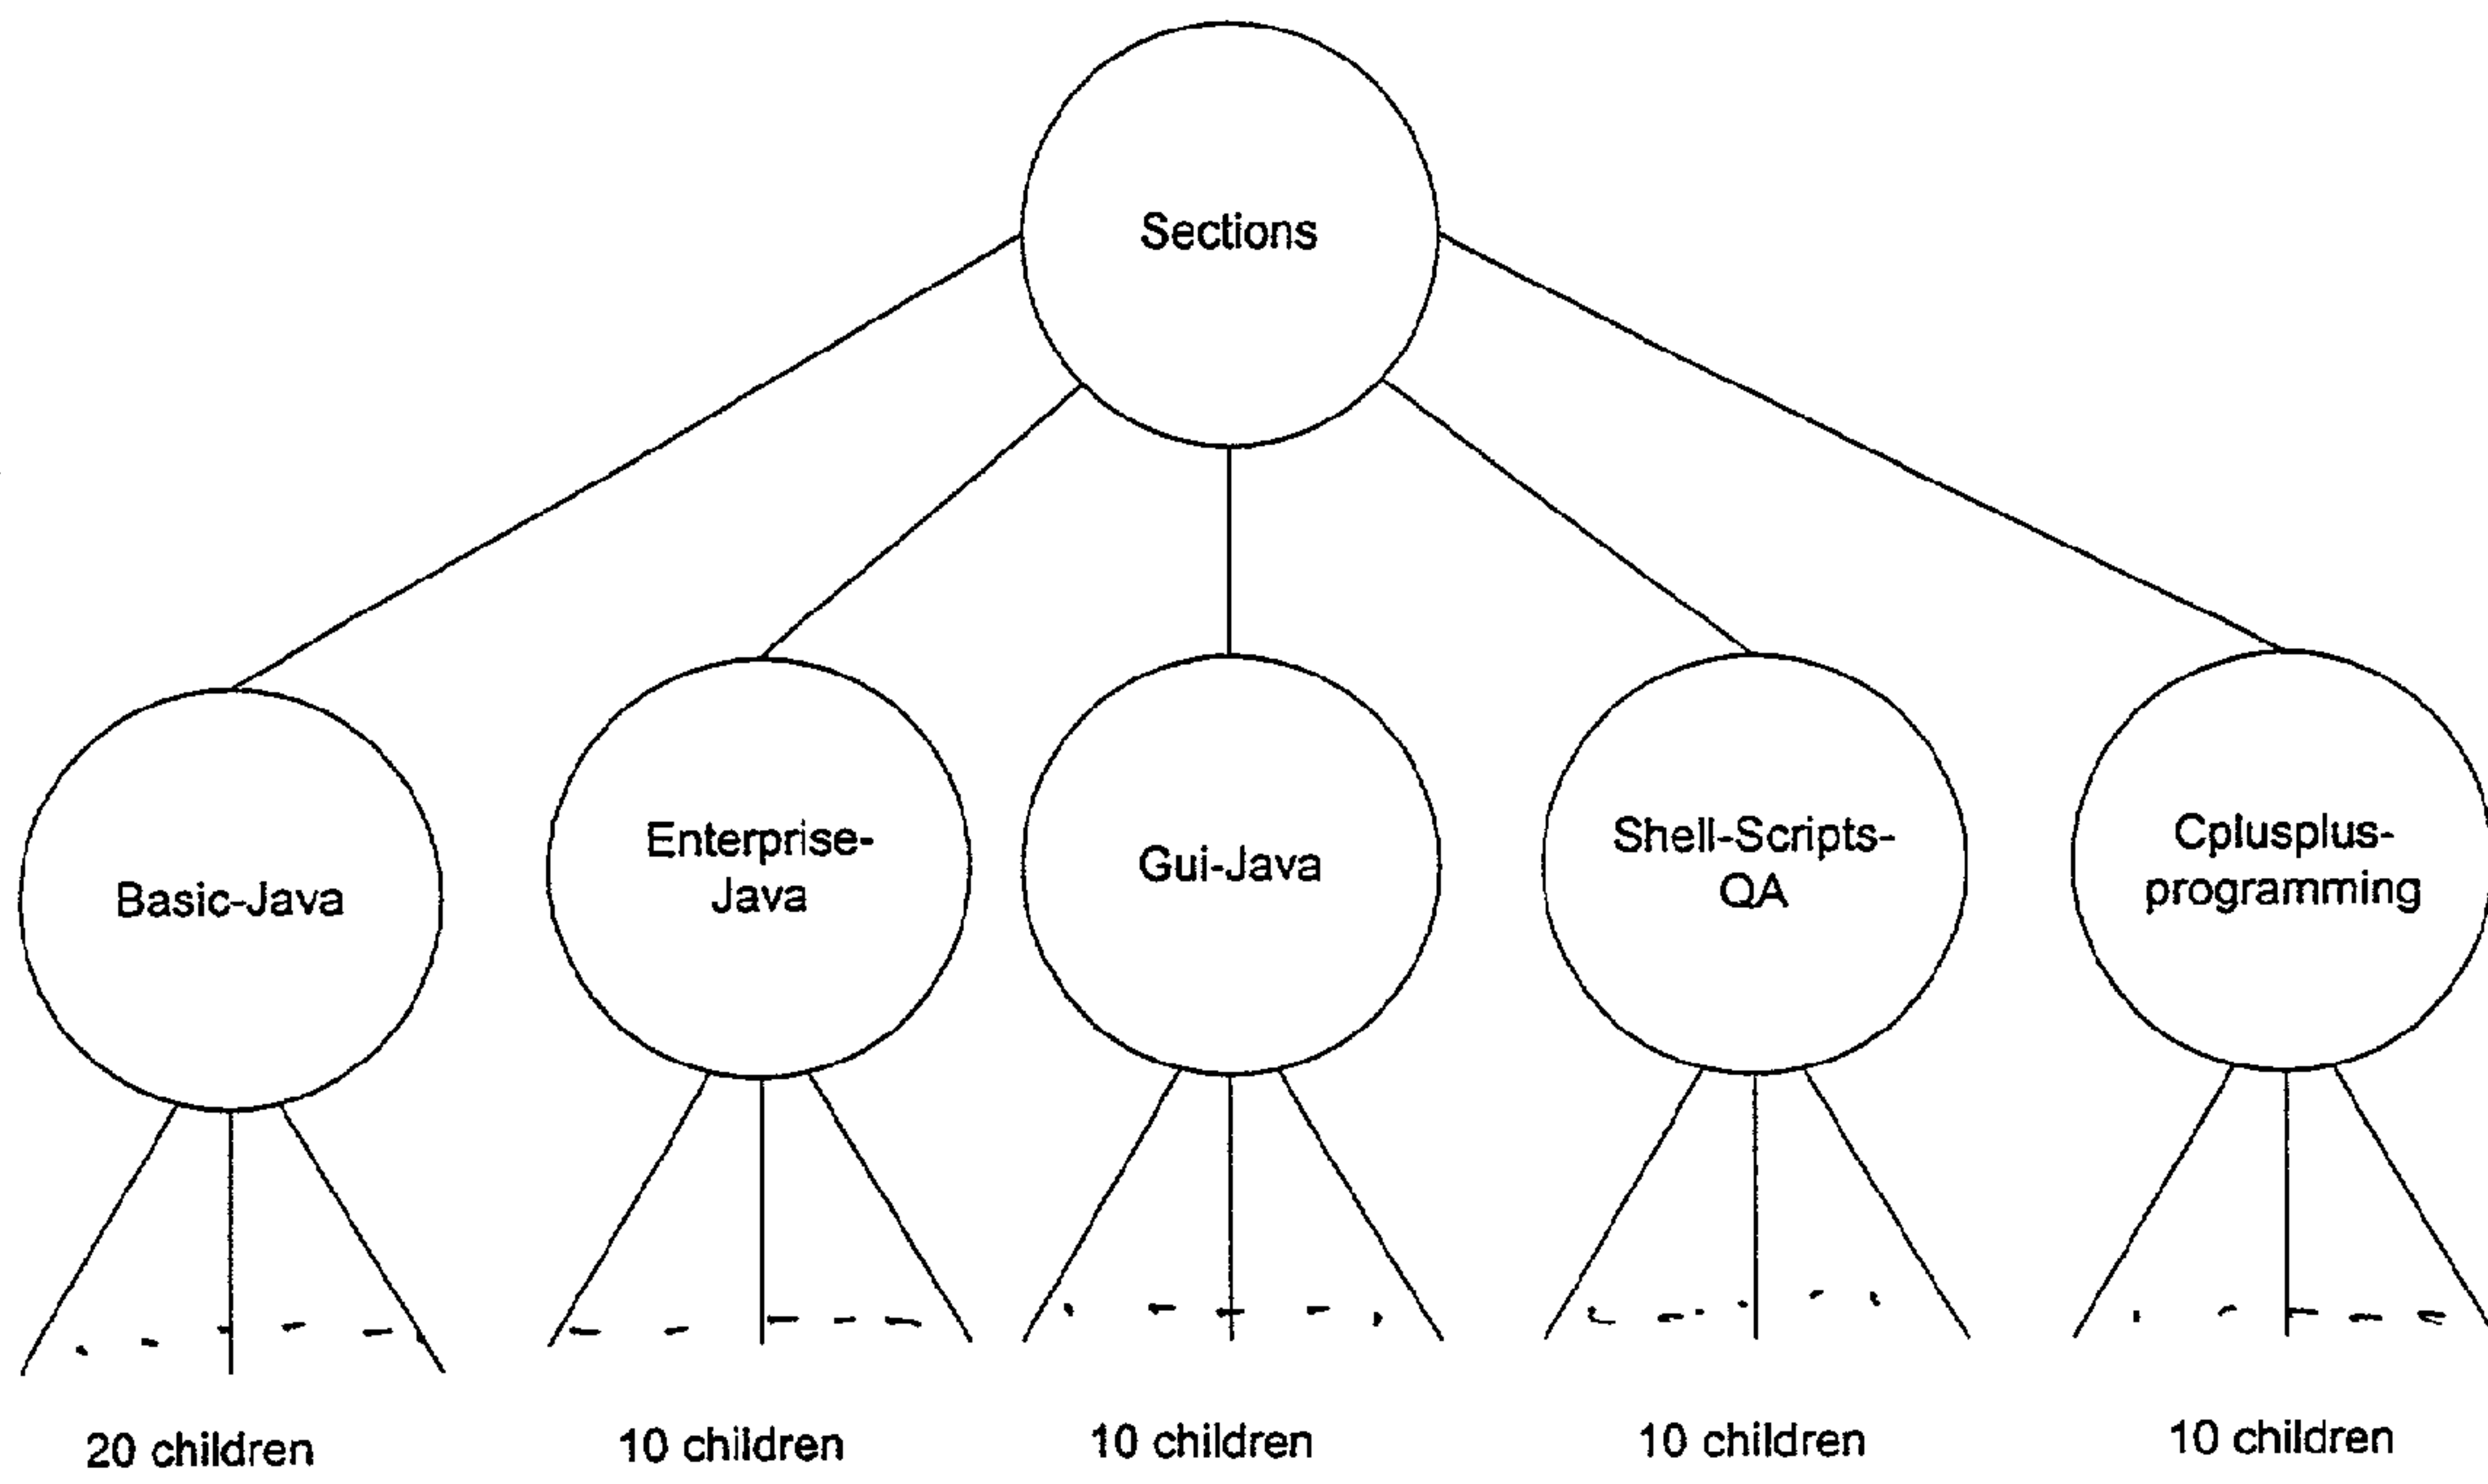 Sections
Basic-Java
Enterprise-
Java
Gui-Java
Shell-Scripts-
QA
Cplusplus-
programming
20 children
10 children
10 children
10 children
10 children